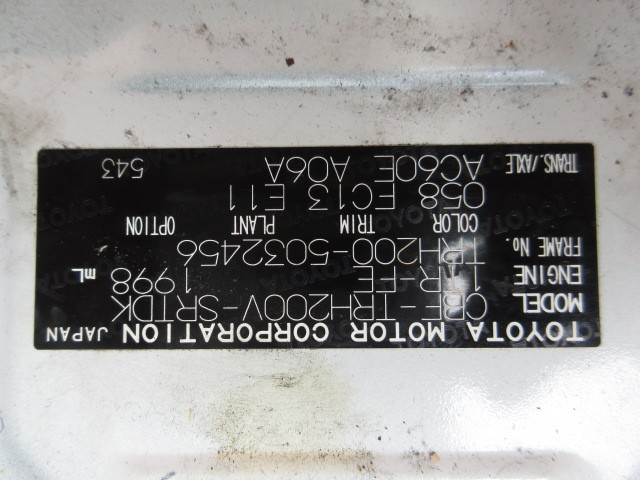 TOYOTA MOTOR CORPORATION JAPAN
MODEL CBF-TRH200V-SRTDK
ENGINE 1TR-FE 1998 mL
FRAME No. TRH200-5032456
COLOR TRIM PLANT OPTION
058 EC13 E11
TRANS./AXLE AC60E A06A 543